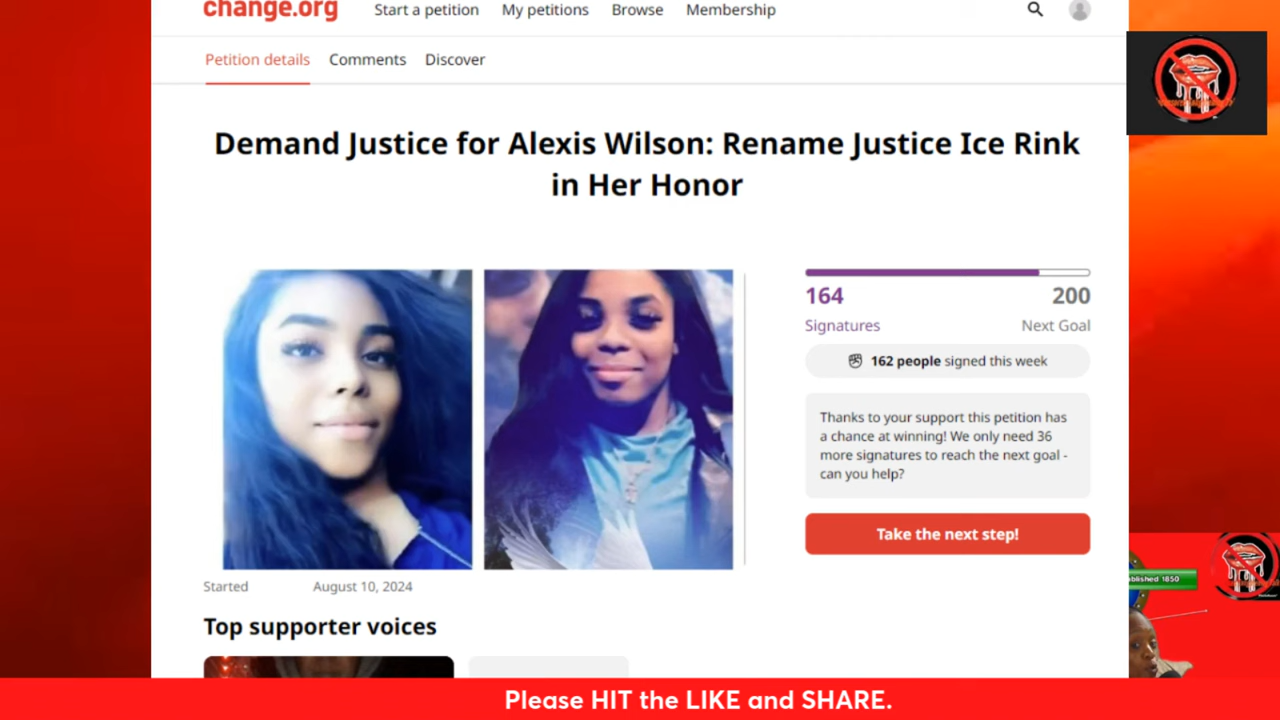 change.org
Start a petition My petitions Browse Membership
Petition details Comments Discover
Demand Justice for Alexis Wilson: Rename Justice Ice Rink
in Her Honor
164 200
Signatures Next Goal
162 people signed this week
Thanks to your support this petition has
a chance at winning! We only need 36
more signatures to reach the next goal -
can you help?
Take the next step!
Started August 10, 2024
Top supporter voices
ablished 1850
Please HIT the LIKE and SHARE.